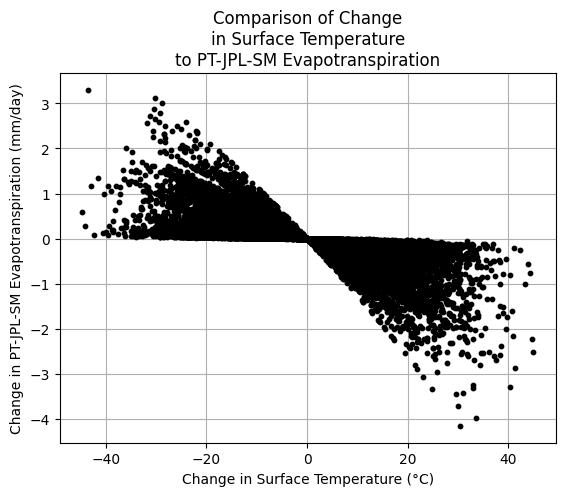 Comparison of Change
in Surface Temperature
to PT-JPL-SM Evapotranspiration
Change in PT-JPL-SM Evapotranspiration (mm/day)
3
2
1
0
−1
−2
−3
−4
−40
−20
0
20
40
Change in Surface Temperature (°C)